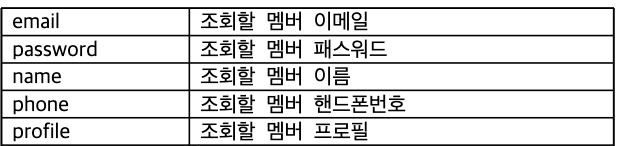 email 조회할 멤버 이메일
password 조회할 멤버 패스워드
name 조회할 멤버 이름
phone 조회할 멤버 핸드폰번호
profile 조회할 멤버 프로필